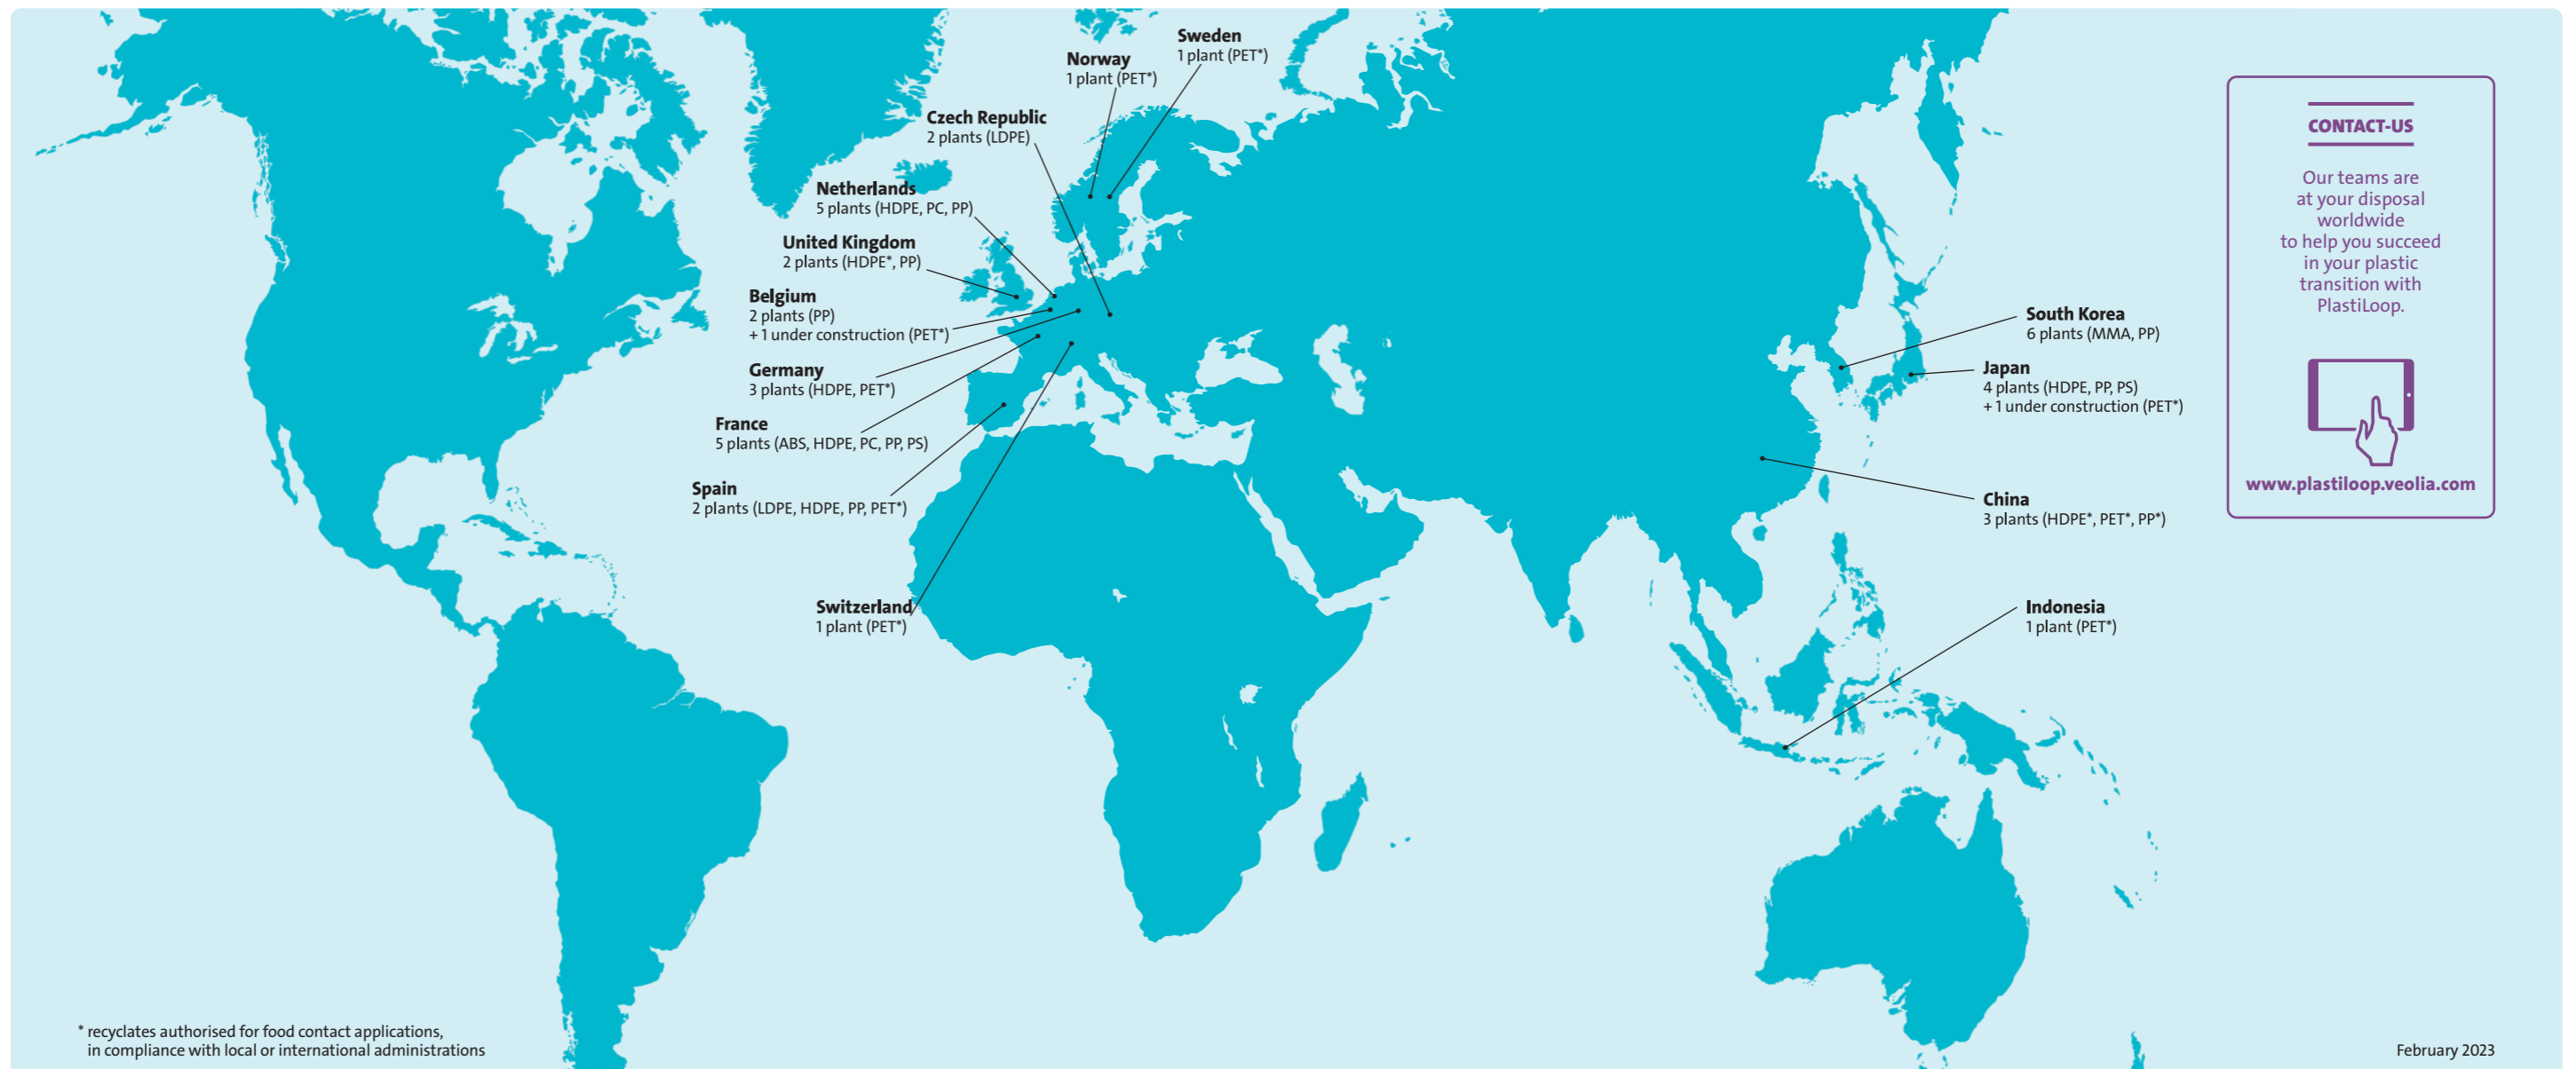 Sweden
1 plant (PET*)
Norway
1 plant (PET*)
Czech Republic
2 plants (LDPE)
Netherlands
5 plants (HDPE, PC, PP)
United Kingdom
2 plants (HDPE*, PP)
Belgium
2 plants (PP)
+ 1 under construction (PET*)
Germany
3 plants (HDPE, PET*)
France
5 plants (ABS, HDPE, PC, PP, PS)
Spain
2 plants (LDPE, HDPE, PP, PET*)
Switzerland
1 plant (PET*)
South Korea
6 plants (MMA, PP)
Japan
4 plants (HDPE, PP, PS)
+ 1 under construction (PET*)
China
3 plants (HDPE*, PET*, PP*)
Indonesia
1 plant (PET*)
CONTACT-US
Our teams are
at your disposal
worldwide
to help you succeed
in your plastic
transition with
PlastiLoop.
www.plastiloop.veolia.com
* recyclates authorised for food contact applications,
in compliance with local or international administrations
February 2023